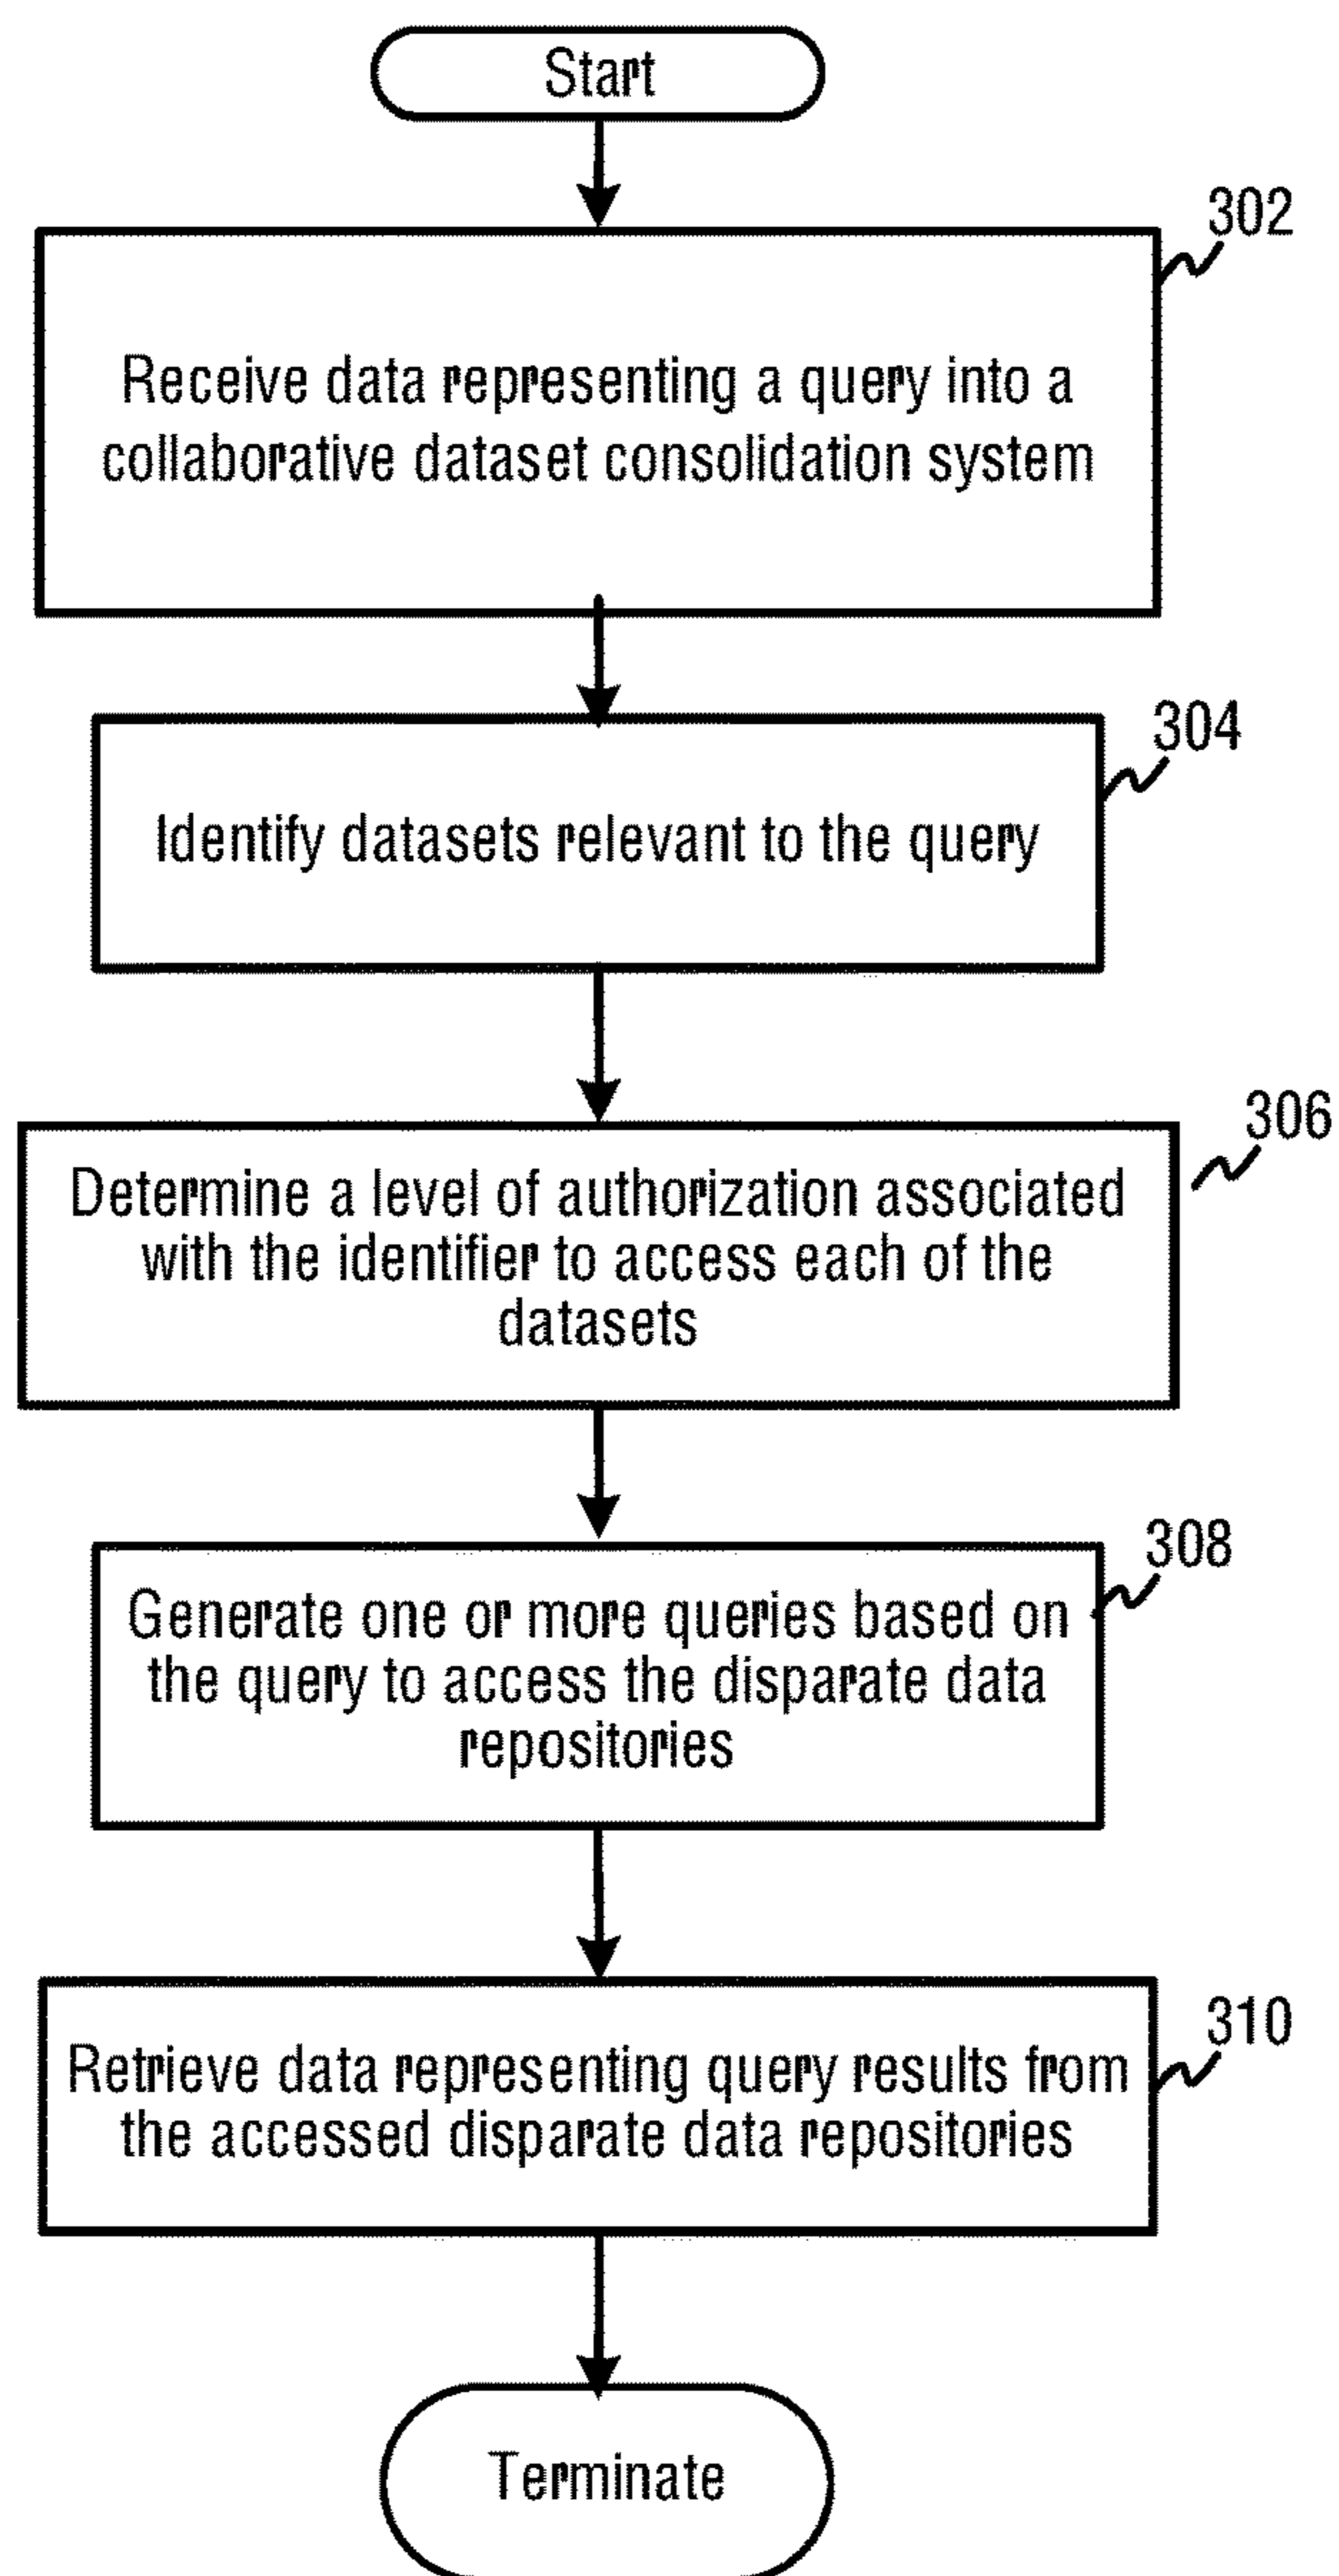 Start
302
Receive data representing a query into a
collaborative dataset consolidation system
304
Identify datasets relevant to the query
306
Determine a level of authorization associated
with the identifier to access each of the
datasets
308
Generate one or more queries based on
the query to access the disparate data
repositories
310
Retrieve data representing query results from
the accessed disparate data repositories
Terminate